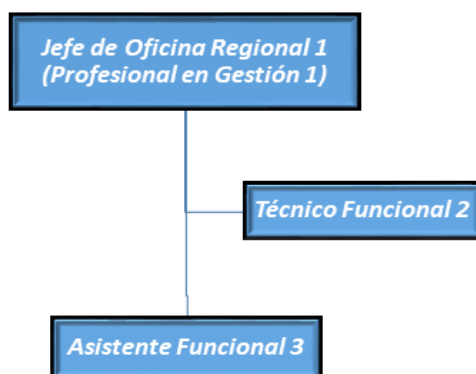 Jefe de Oficina Regional 1
(Profesional en Gestión 1)
Técnico Funcional 2
Asistente Funcional 3